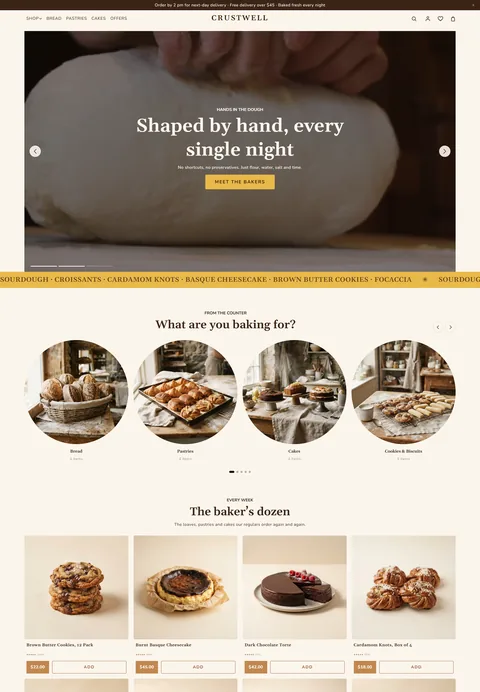 Order by 2 pm for next-day delivery · Free delivery over $40 · Baked fresh every night
SHOP
BREAD
PASTRIES
CAKES
OFFERS
CRUSTWELL
HANDS IN THE DOUGH
Shaped by hand, every
single night
No shortcuts, no preservatives. Just flour, water, salt and time.
MEET THE BAKERS
SOURDOUGH · CROISSANTS · CARDAMOM KNOTS · BASQUE CHEESECAKE · BROWN BUTTER COOKIES · FOCACCIA
SOURDOUG
FROM THE COUNTER
What are you baking for?
Bread
Pastries
Cakes
Cookies & Biscuits
EVERY WEEK
The baker's dozen
The loaves, pastries and cakes our regulars order again and again.
Brown Butter Cookies, 12 Pack
Burnt Basque Cheesecake
Dark Chocolate Torte
Cardamom Knots, Box of 4
$22.00
ADD
$45.00
ADD
$42.00
ADD
$18.00
ADD